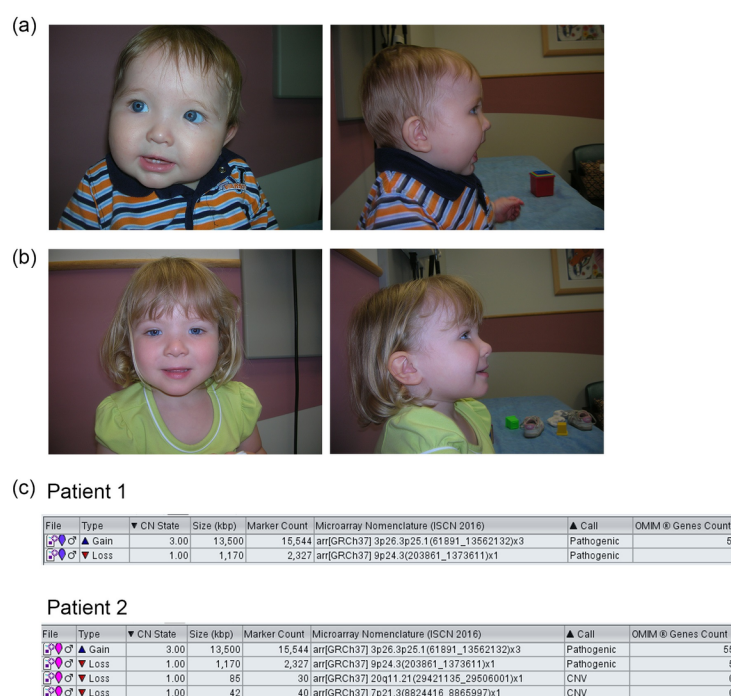 (a)
(b)
(c) Patient 1
File Type ▼ CN State Size (kbp) Marker Count Microarray Nomenclature (ISCN 2016) ▲ Call OMIM ® Genes Count
▲ Gain 3.00 13,500 15,544 arr[GRCh37] 3p26.3p25.1(61891_13562132)x3 Pathogenic 5
▼ Loss 1.00 1,170 2,327 arr[GRCh37] 9p24.3(203861_1373611)x1 Pathogenic
Patient 2
File Type ▼ CN State Size (kbp) Marker Count Microarray Nomenclature (ISCN 2016) ▲ Call OMIM ® Genes Count
▲ Gain 3.00 13,500 15,544 arr[GRCh37] 3p26.3p25.1(61891_13562132)x3 Pathogenic 55
▼ Loss 1.00 1,170 2,327 arr[GRCh37] 9p24.3(203861_1373611)x1 Pathogenic
▼ Loss 1.00 85 30 arr[GRCh37] 20q11.21(29421135_29506001)x1 CNV
▼ Loss 1.00 42 40 arr[GRCh37] 7p21.3(8824416_8865997)x1 CNV